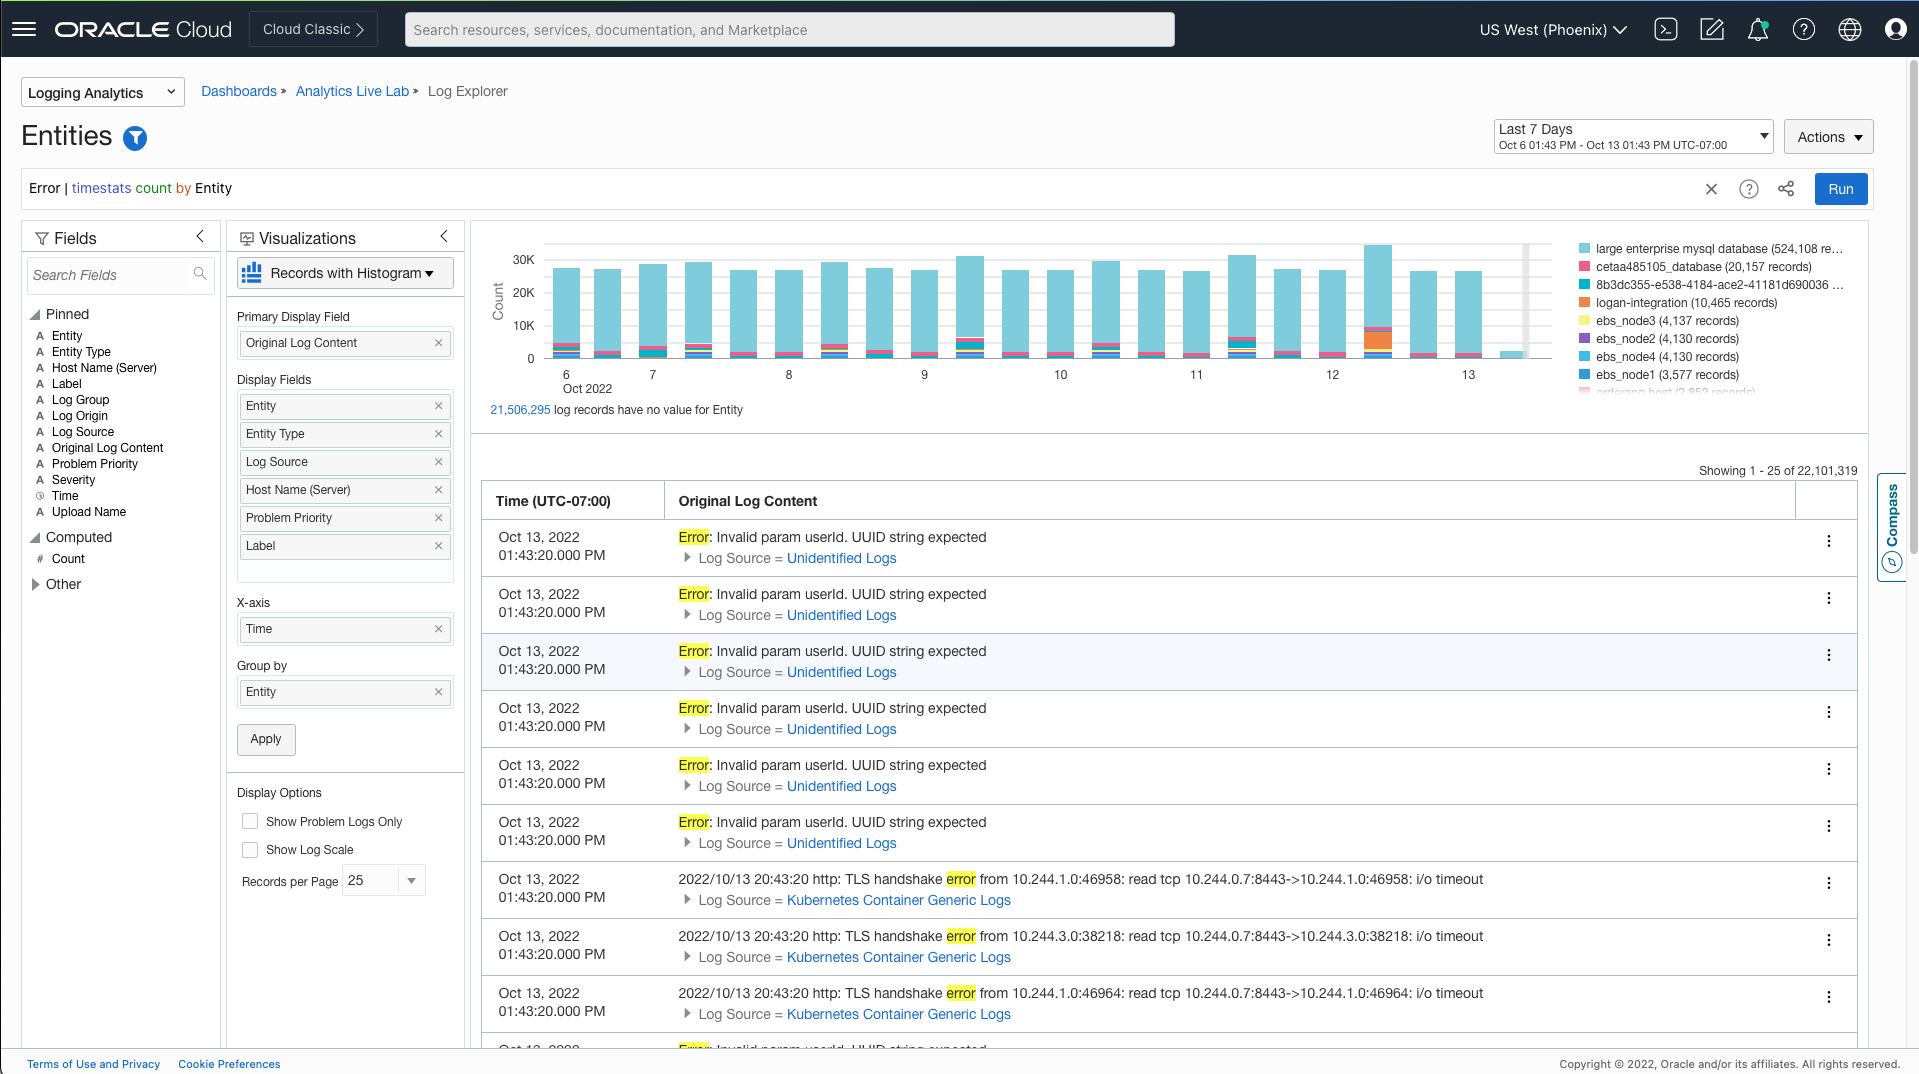 ORACLE Cloud
Cloud Classic
Search resources, services, documentation, and Marketplace
US West (Phoenix)
Logging Analytics
Dashboards » Analytics Live Lab » Log Explorer
Entities
Last 7 Days
Oct 6 01:43 PM - Oct 13 01:43 PM UTC-07:00
Actions
Error | timestats count by Entity
Run
Fields
Search Fields
Pinned
A Entity
A Entity Type
A Host Name (Server)
A Label
A Log Group
A Log Origin
A Log Source
A Original Log Content
A Problem Priority
A Severity
Time
A Upload Name
Computed
# Count
Other
Visualizations
Records with Histogram
Primary Display Field
Original Log Content
Display Fields
Entity
Entity Type
Log Source
Host Name (Server)
Problem Priority
Label
X-axis
Time
Group by
Entity
Apply
Display Options
Show Problem Logs Only
Show Log Scale
Records per Page 25
Count
30K
20K
10K
0
6 7 8 9 10 11 12 13
Oct 2022
large enterprise mysql database (524,108 re...
cetaa485105_database (20,157 records)
8b3dc355-e538-4184-ace2-41181d690036 ...
logan-integration (10,465 records)
ebs_node3 (4,137 records)
ebs_node2 (4,130 records)
ebs_node4 (4,130 records)
ebs_node1 (3,577 records)
orderapp host (2,852 records)
21,506,295 log records have no value for Entity
Showing 1 - 25 of 22,101,319
Time (UTC-07:00) Original Log Content
Oct 13, 2022 Error: Invalid param userId. UUID string expected
01:43:20.000 PM Log Source = Unidentified Logs
Oct 13, 2022 Error: Invalid param userId. UUID string expected
01:43:20.000 PM Log Source = Unidentified Logs
Oct 13, 2022 Error: Invalid param userId. UUID string expected
01:43:20.000 PM Log Source = Unidentified Logs
Oct 13, 2022 Error: Invalid param userId. UUID string expected
01:43:20.000 PM Log Source = Unidentified Logs
Oct 13, 2022 Error: Invalid param userId. UUID string expected
01:43:20.000 PM Log Source = Unidentified Logs
Oct 13, 2022 Error: Invalid param userId. UUID string expected
01:43:20.000 PM Log Source = Unidentified Logs
Oct 13, 2022 2022/10/13 20:43:20 http: TLS handshake error from 10.244.1.0:46958: read tcp 10.244.0.7:8443->10.244.1.0:46958: i/o timeout
01:43:20.000 PM Log Source = Kubernetes Container Generic Logs
Oct 13, 2022 2022/10/13 20:43:20 http: TLS handshake error from 10.244.3.0:38218: read tcp 10.244.0.7:8443->10.244.3.0:38218: i/o timeout
01:43:20.000 PM Log Source = Kubernetes Container Generic Logs
Oct 13, 2022 2022/10/13 20:43:20 http: TLS handshake error from 10.244.1.0:46964: read tcp 10.244.0.7:8443->10.244.1.0:46964: i/o timeout
01:43:20.000 PM Log Source = Kubernetes Container Generic Logs
Oct 13, 2022 Error: Invalid param userId. UUID string expected
Compass
Terms of Use and Privacy Cookie Preferences
Copyright © 2022, Oracle and/or its affiliates. All rights reserved.